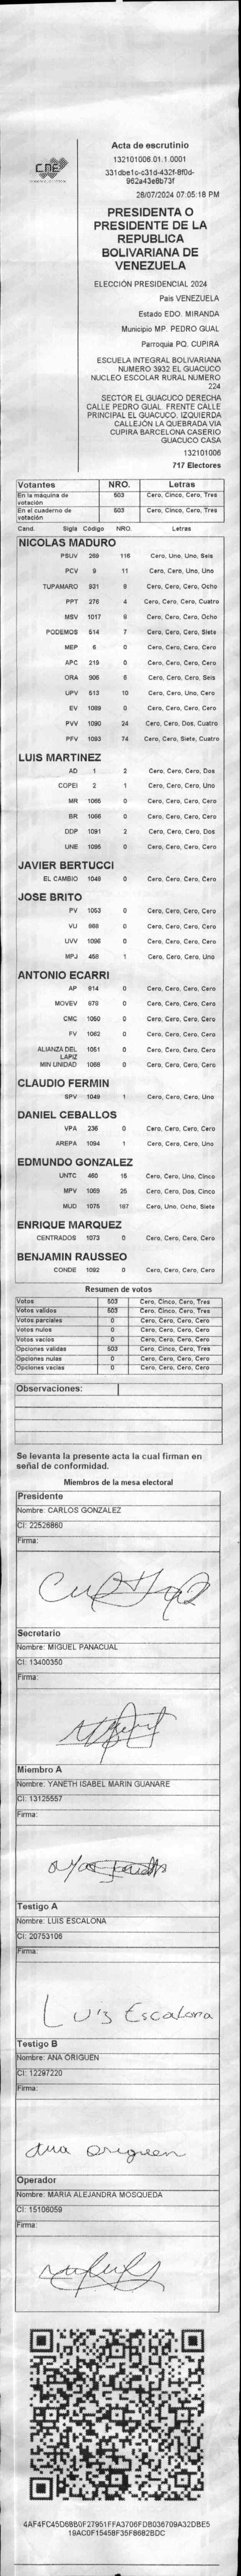 CNE
Acta de escrutinio
132101006.01.1.0001
331dbe1c-c31d-432f-8f0d-
962a43e8b73f
28/07/2024 07:05:18 PM
PRESIDENTA O
PRESIDENTE DE LA
REPUBLICA
BOLIVARIANA DE
VENEZUELA
ELECCIÓN PRESIDENCIAL 2024
Pais VENEZUELA
Estado EDO. MIRANDA
Municipio MP. PEDRO GUAL
Parroquia PQ. CUPIRA
ESCUELA INTEGRAL BOLIVARIANA
NUMERO 3932 EL GUACUCO
NUCLEO ESCOLAR RURAL NUMERO
224
SECTOR EL GUACUCO DERECHA
CALLE PEDRO GUAL. FRENTE CALLE
PRINCIPAL EL GUACUCO. IZQUIERDA
CALLEJÓN LA QUEBRADA VIA
CUPIRA BARCELONA CASERIO
GUACUCO CASA
132101006
717 Electores
Votantes NRO. Letras
En la máquina de votación 503 Cero, Cinco, Cero, Tres
En el cuaderno de votación 503 Cero, Cinco, Cero, Tres
Cand. Sigla Código NRO. Letras
NICOLAS MADURO
PSUV 269 116 Cero, Uno, Uno, Seis
PCV 9 11 Cero, Cero, Uno, Uno
TUPAMARO 931 8 Cero, Cero, Cero, Ocho
PPT 276 4 Cero, Cero, Cero, Cuatro
MSV 1017 8 Cero, Cero, Cero, Ocho
PODEMOS 514 7 Cero, Cero, Cero, Siete
MEP 6 0 Cero, Cero, Cero, Cero
APC 219 0 Cero, Cero, Cero, Cero
ORA 906 6 Cero, Cero, Cero, Seis
UPV 513 10 Cero, Cero, Uno, Cero
EV 1089 0 Cero, Cero, Cero, Cero
PVV 1090 24 Cero, Cero, Dos, Cuatro
PFV 1093 74 Cero, Cero, Siete, Cuatro
LUIS MARTINEZ
AD 1 2 Cero, Cero, Cero, Dos
COPEI 2 1 Cero, Cero, Cero, Uno
MR 1065 0 Cero, Cero, Cero, Cero
BR 1066 0 Cero, Cero, Cero, Cero
DDP 1091 2 Cero, Cero, Cero, Dos
UNE 1095 0 Cero, Cero, Cero, Cero
JAVIER BERTUCCI
EL CAMBIO 1048 0 Cero, Cero, Cero, Cero
JOSE BRITO
PV 1053 0 Cero, Cero, Cero, Cero
VU 868 0 Cero, Cero, Cero, Cero
UVV 1096 0 Cero, Cero, Cero, Cero
MPJ 458 1 Cero, Cero, Cero, Uno
ANTONIO ECARRI
AP 814 0 Cero, Cero, Cero, Cero
MOVEV 978 0 Cero, Cero, Cero, Cero
CMC 1050 0 Cero, Cero, Cero, Cero
FV 1062 0 Cero, Cero, Cero, Cero
ALIANZA DEL LAPIZ 1051 0 Cero, Cero, Cero, Cero
MIN UNIDAD 1058 0 Cero, Cero, Cero, Cero
CLAUDIO FERMIN
SPV 1049 1 Cero, Cero, Cero, Uno
DANIEL CEBALLOS
VPA 236 0 Cero, Cero, Cero, Cero
AREPA 1094 1 Cero, Cero, Cero, Uno
EDMUNDO GONZALEZ
UNTC 460 15 Cero, Cero, Uno, Cinco
MPV 1069 25 Cero, Cero, Dos, Cinco
MUD 1075 187 Cero, Uno, Ocho, Siete
ENRIQUE MARQUEZ
CENTRADOS 1073 0 Cero, Cero, Cero, Cero
BENJAMIN RAUSSEO
CONDE 1092 0 Cero, Cero, Cero, Cero
Resumen de votos
Votos 503 Cero, Cinco, Cero, Tres
Votos validos 503 Cero, Cinco, Cero, Tres
Votos parciales 0 Cero, Cero, Cero, Cero
Votos nulos 0 Cero, Cero, Cero, Cero
Votos vacios 0 Cero, Cero, Cero, Cero
Opciones validas 503 Cero, Cinco, Cero, Tres
Opciones nulas 0 Cero, Cero, Cero, Cero
Opciones vacias 0 Cero, Cero, Cero, Cero
Observaciones:
Se levanta la presente acta la cual firman en
señal de conformidad.
Miembros de la mesa electoral
Presidente
Nombre: CARLOS GONZALEZ
CI: 22526860
Firma:
Secretario
Nombre: MIGUEL PANACUAL
CI: 13400350
Firma:
Miembro A
Nombre: YANETH ISABEL MARIN GUANARE
CI: 13125557
Firma:
Testigo A
Nombre: LUIS ESCALONA
CI: 20753106
Firma:
Luis Escalona
Testigo B
Nombre: ANA ORIGUEN
CI: 12297220
Firma:
Ana Origuen
Operador
Nombre: MARIA ALEJANDRA MOSQUEDA
CI: 15106059
Firma:
4AF4FC45D6BB0F27951FFA3706FDB036709A32DBE5
19AC0F15458F35F8682BDC